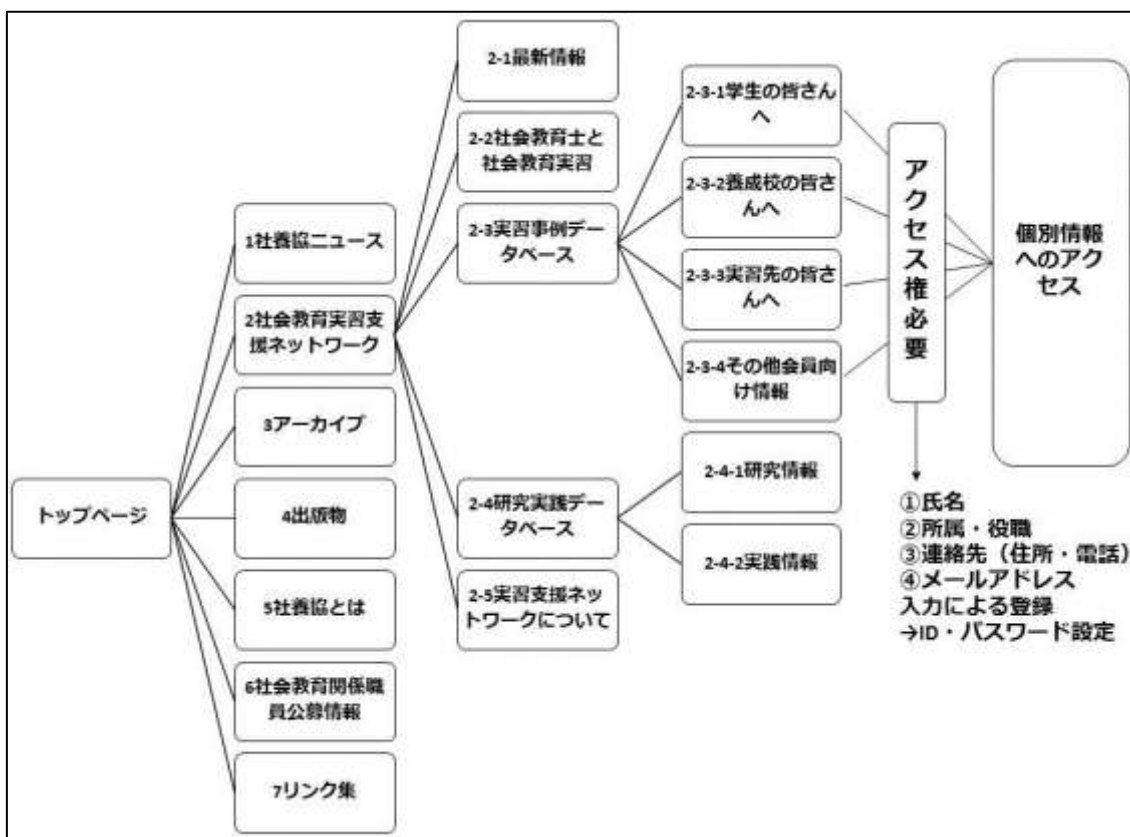 トップページ
1社養協ニュース
2社会教育実習支
援ネットワーク
3アーカイブ
4出版物
5社養協とは
6社会教育関係職
員公募情報
7リンク集
2-1最新情報
2-2社会教育士と
社会教育実習
2-3実習事例デー
タベース
2-4研究実践デー
タベース
2-5実習支援ネッ
トワークについて
2-3-1学生の皆さん
へ
2-3-2養成校の皆さ
んへ
2-3-3実習先の皆さ
んへ
2-3-4その他会員向
け情報
2-4-1研究情報
2-4-2実践情報
アクセス権必要
個別情報
へのアク
セス
①氏名
②所属・役職
③連絡先（住所・電話）
④メールアドレス
入力による登録
→ID・パスワード設定